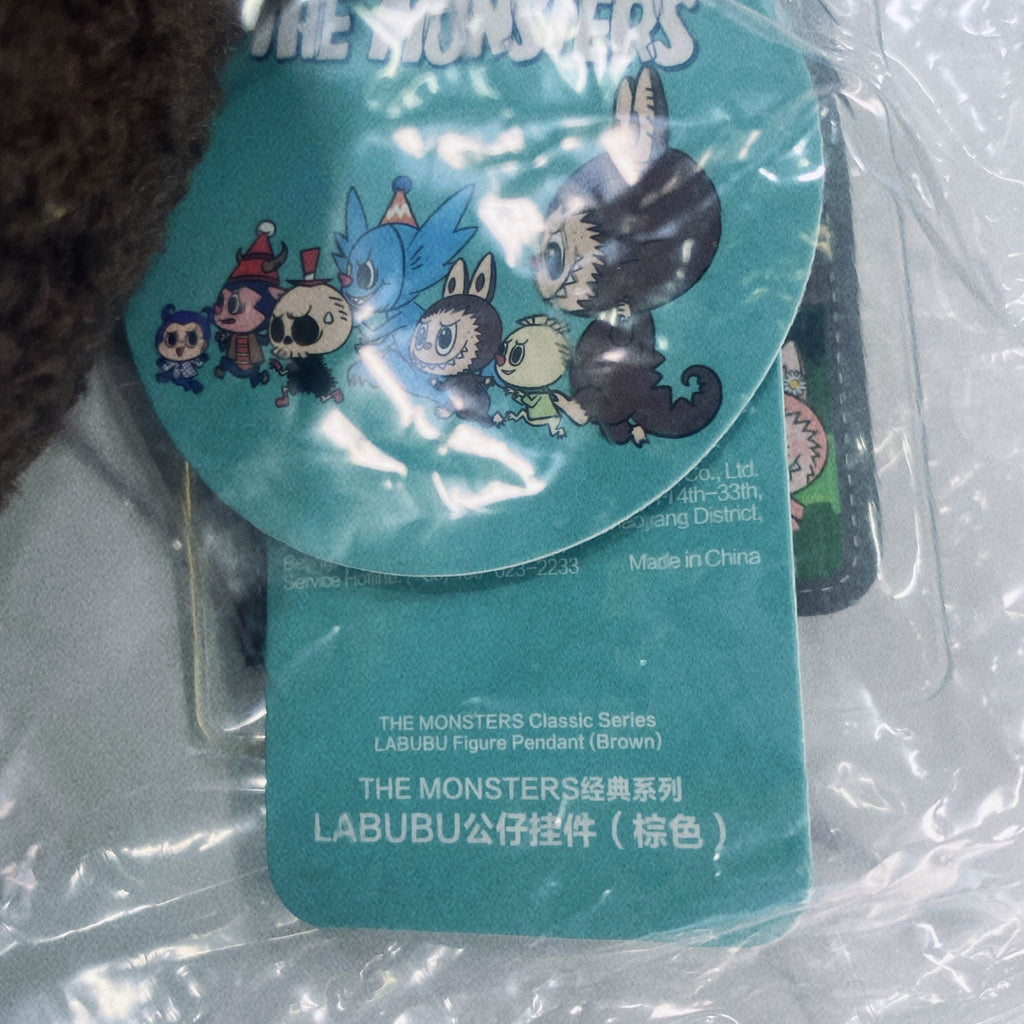 THE MONSTERS
Co., Ltd.
14th-33th,
District,
Made in China
Service Hotline: 623-2233
THE MONSTERS Classic Series
LABUBU Figure Pendant (Brown)
THE MONSTERS经典系列
LABUBU公仔挂件（棕色）